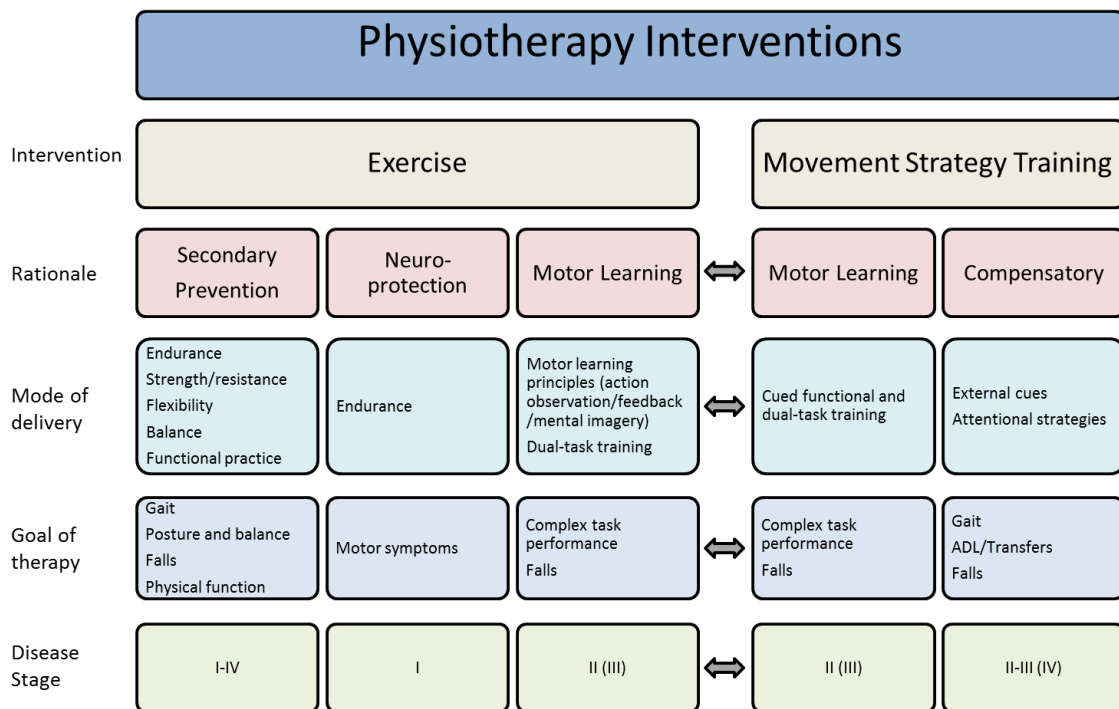 Physiotherapy Interventions
Intervention
Exercise
Movement Strategy Training
Rationale
Secondary
Prevention
Neuro-
protection
Motor Learning
Motor Learning
Compensatory
Mode of
delivery
Endurance
Strength/resistance
Flexibility
Balance
Functional practice
Endurance
Motor learning
principles (action
observation/feedback
/mental imagery)
Dual-task training
Cued functional and
dual-task training
External cues
Attentional strategies
Goal of
therapy
Gait
Posture and balance
Falls
Physical function
Motor symptoms
Complex task
performance
Falls
Complex task
performance
Falls
Gait
ADL/Transfers
Falls
Disease
Stage
I-IV
I
II (III)
II (III)
II-III (IV)